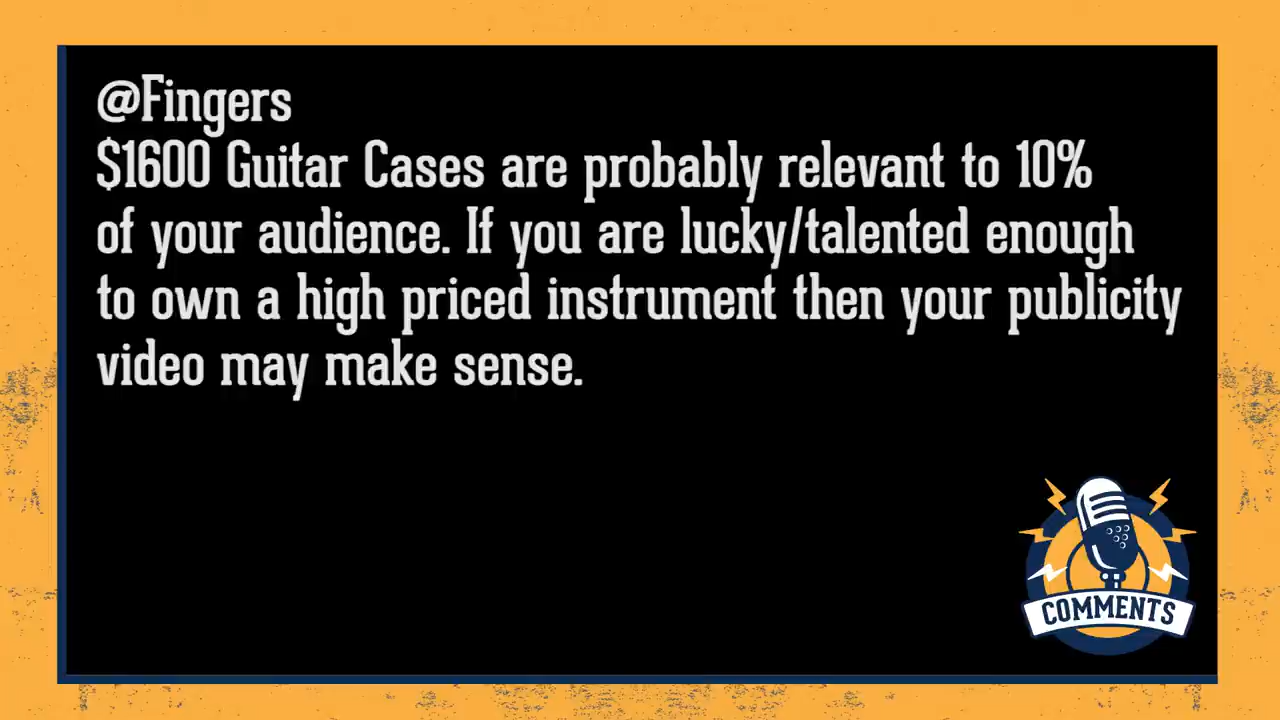 @Fingers
$1600 Guitar Cases are probably relevant to 10%
of your audience. If you are lucky/talented enough
to own a high priced instrument then your publicity
video may make sense.
COMMENTS